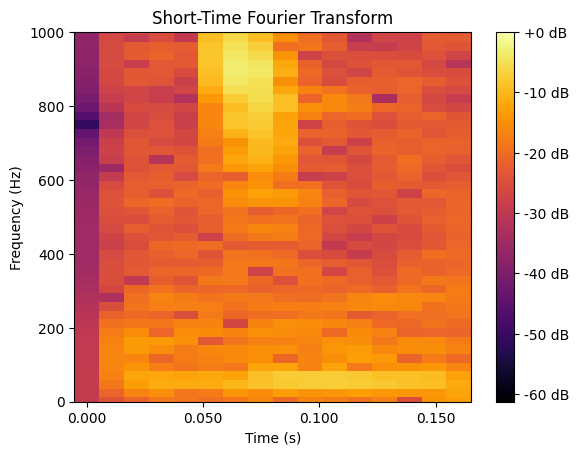 Short-Time Fourier Transform
Frequency (Hz)
1000
800
600
400
200
0
0.000
0.050
0.100
0.150
Time (s)
+0 dB
-10 dB
-20 dB
-30 dB
-40 dB
-50 dB
-60 dB